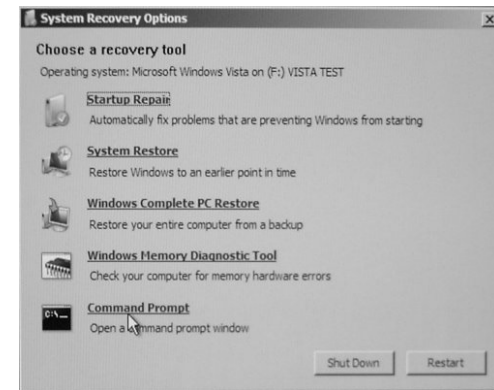 System Recovery Options
Choose a recovery tool
Operating system: Microsoft Windows Vista on (F:) VISTA TEST
Startup Repair
Automatically fix problems that are preventing Windows from starting
System Restore
Restore Windows to an earlier point in time
Windows Complete PC Restore
Restore your entire computer from a backup
Windows Memory Diagnostic Tool
Check your computer for memory hardware errors
C:\_
Command Prompt
Open a command prompt window
Shut Down
Restart